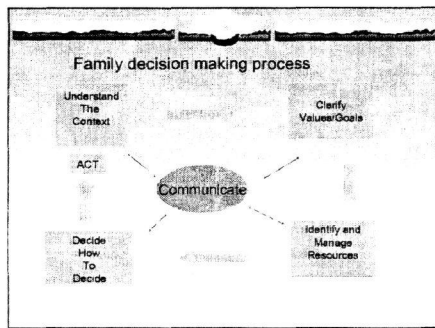 Family decision making process
Understand
The
Context
Clarify
Values/Goals
ACT
Communicate
Decide
How
To
Decide
Identify and
Manage
Resources